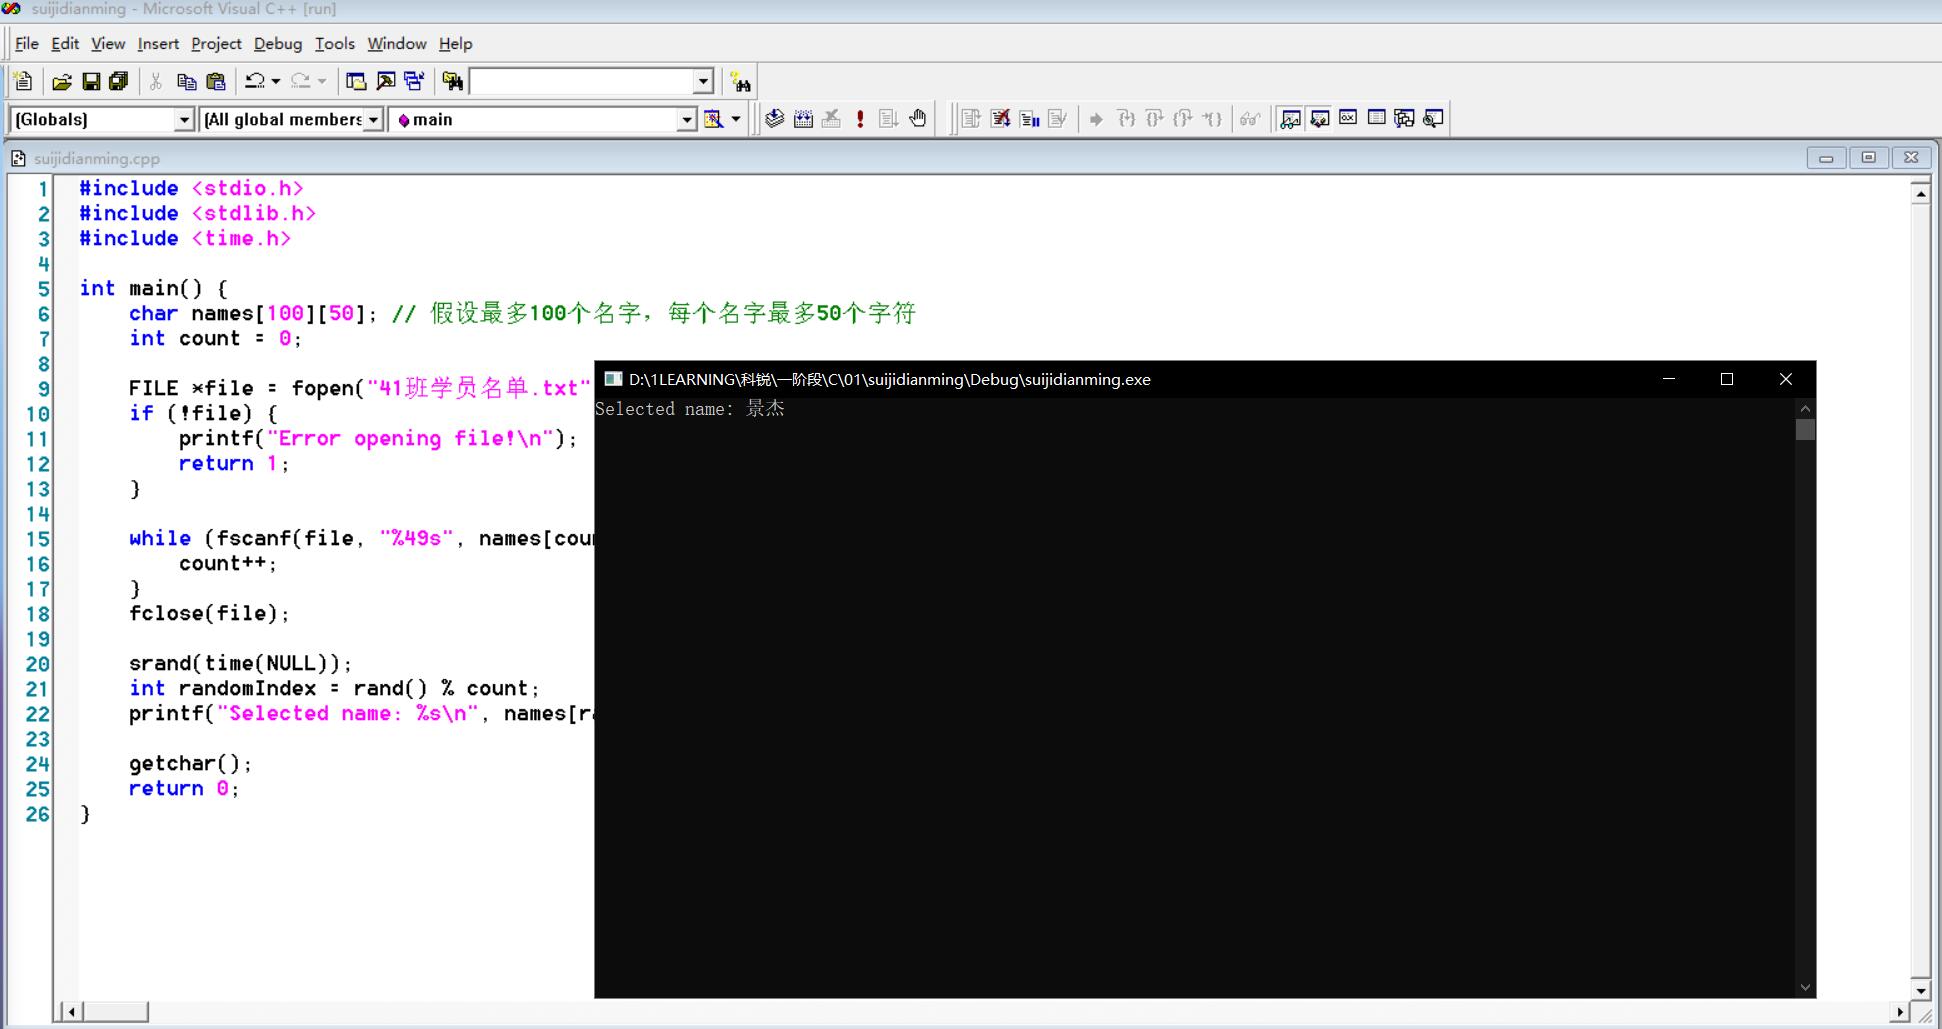 suijidianming - Microsoft Visual C++ [run]
File Edit View Insert Project Debug Tools Window Help
(Globals) (All global members main
suijidianming.cpp
1 #include <stdio.h>
2 #include <stdlib.h>
3 #include <time.h>
4
5 int main() {
6 char names[100][50]; // 假设最多100个名字，每个名字最多50个字符
7 int count = 0;
8
9 FILE *file = fopen("41班学员名单.txt"
10 if (!file) {
11 printf("Error opening file!\n");
12 return 1;
13 }
14
15 while (fscanf(file, "%49s", names[cou
16 count++;
17 }
18 fclose(file);
19
20 srand(time(NULL));
21 int randomIndex = rand() % count;
22 printf("Selected name: %s\n", names[ra
23
24 getchar();
25 return 0;
26 }
D:\1LEARNING\科锐\一阶段\C\01\suijidianming\Debug\suijidianming.exe
Selected name: 景杰